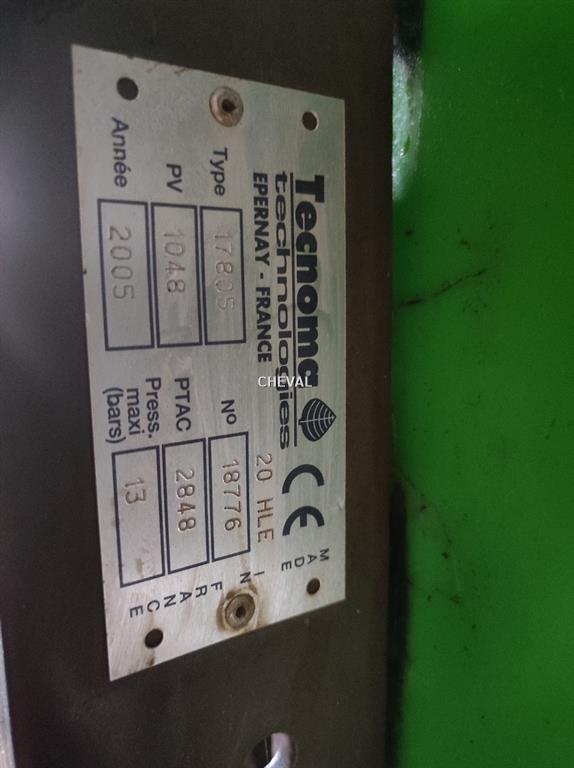 Tecnoma
technologies
EPERNAY - FRANCE
CE
MADE IN FRANCE
20 HLE
Type 17805 N° 18776
PV 1048 PTAC 2848
Année 2005 Press. maxi (bars) 13
CHEVAL